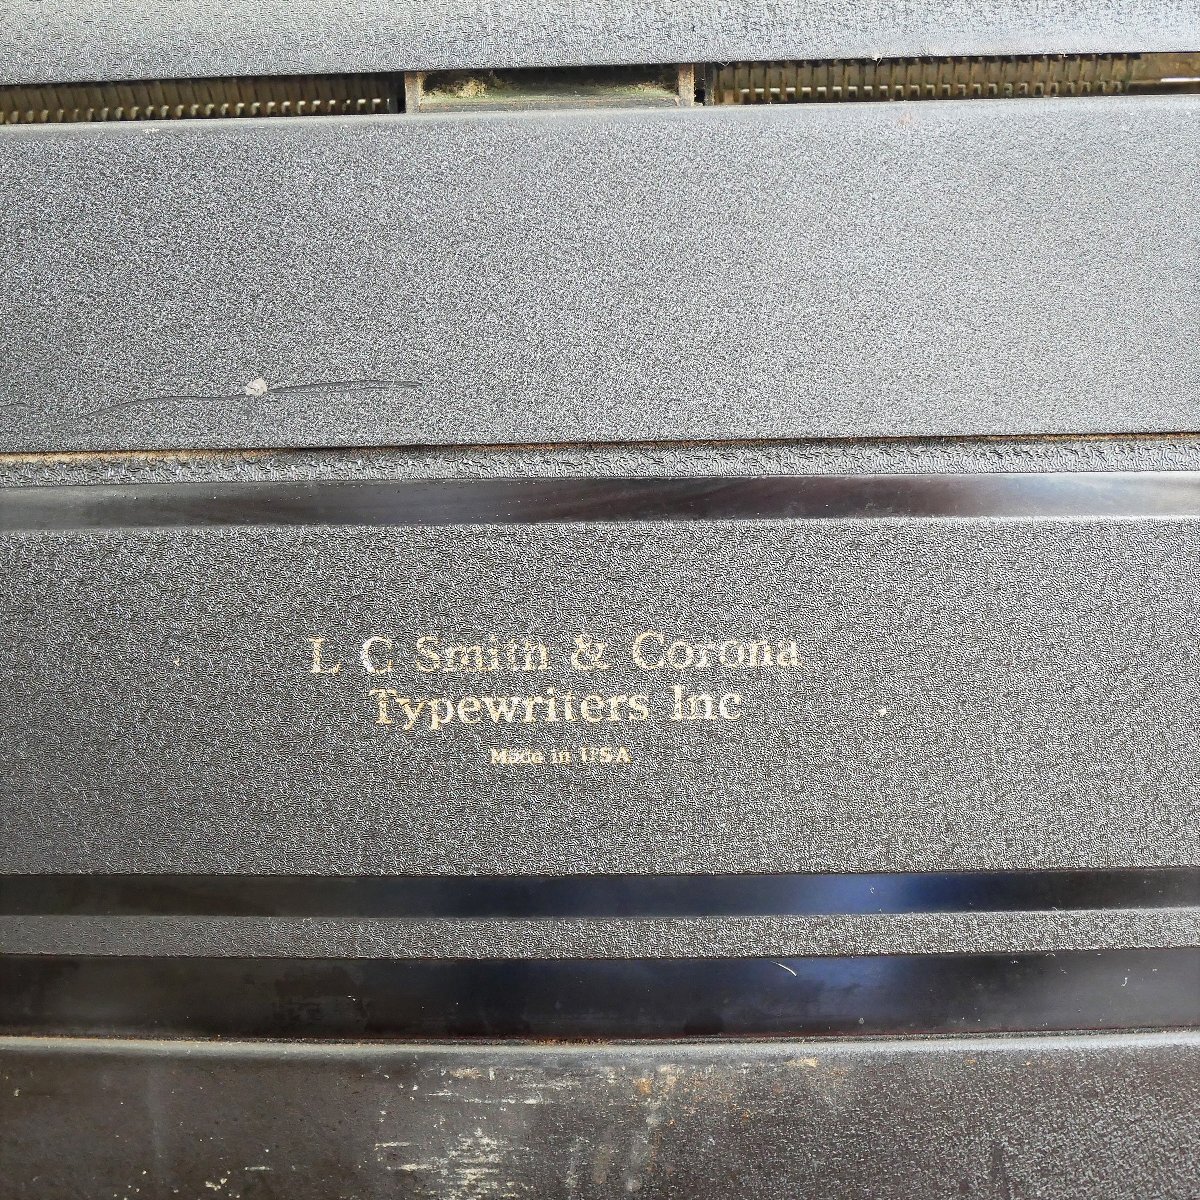 L C Smith & Corona
Typewriters Inc
Made in USA